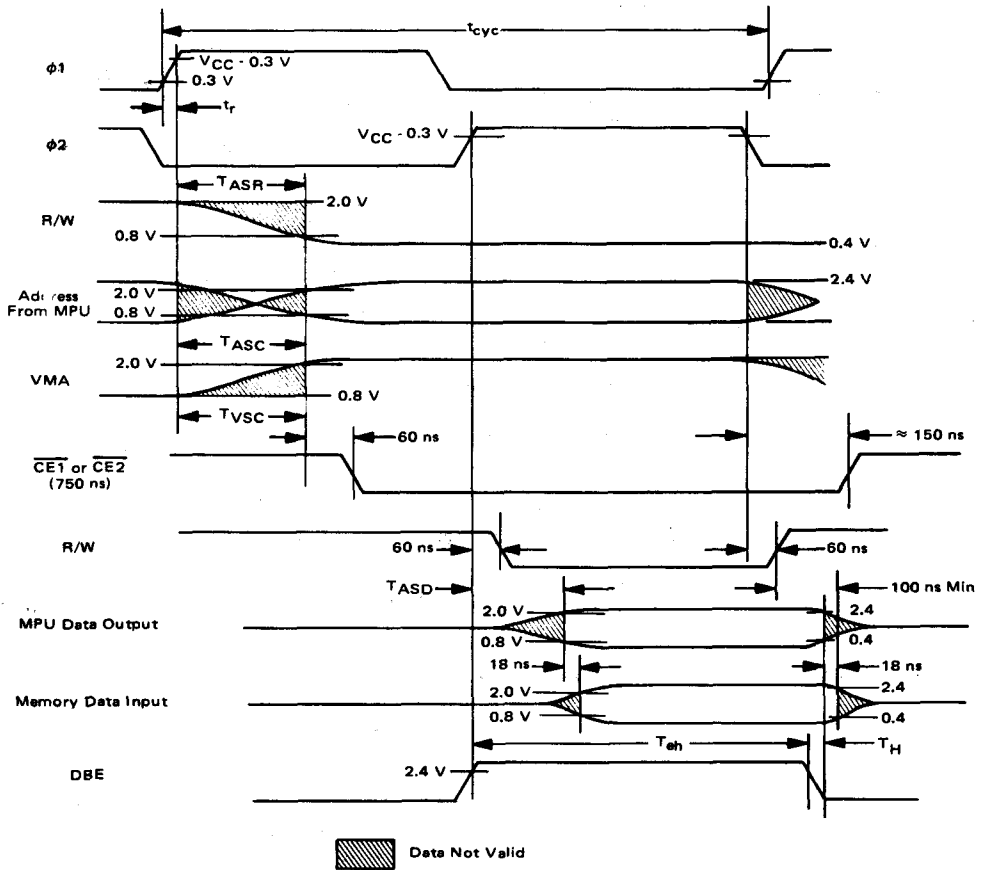 tcyc
ϕ1
VCC - 0.3 V
0.3 V
tr
ϕ2
VCC - 0.3 V
TASR
2.0 V
R/W
0.8 V
0.4 V
2.4 V
Address
From MPU
2.0 V
0.8 V
TASC
2.0 V
VMA
0.8 V
TVSC
60 ns
≈ 150 ns
CE1 or CE2
(750 ns)
R/W
60 ns
60 ns
TASD
100 ns Min
2.0 V
2.4
MPU Data Output
0.8 V
0.4
18 ns
18 ns
2.0 V
2.4
Memory Data Input
0.8 V
0.4
Teh
TH
DBE
2.4 V
Data Not Valid